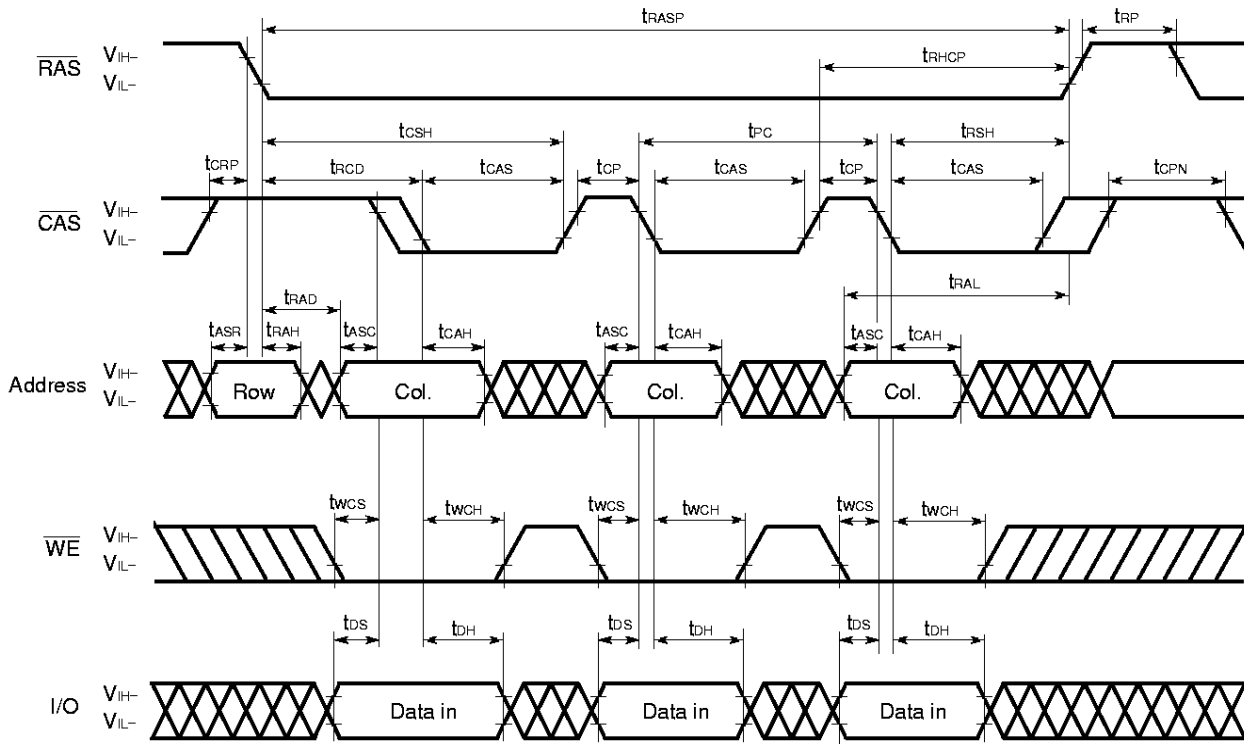 tRASP tRP
RAS VIH– tRHCP
VIL–
tCSH tPC tRSH
tCRP tRCD tCAS tCP tCAS tCP tCAS tCPN
CAS VIH–
VIL–
tRAD tRAL
tASR tRAH tASC tCAH tASC tCAH tASC tCAH
Address VIH– Row Col. Col. Col.
VIL–
tWCS tWCH tWCS tWCH tWCS tWCH
WE VIH–
VIL–
tDS tDH tDS tDH tDS tDH
I/O VIH– Data in Data in Data in
VIL–